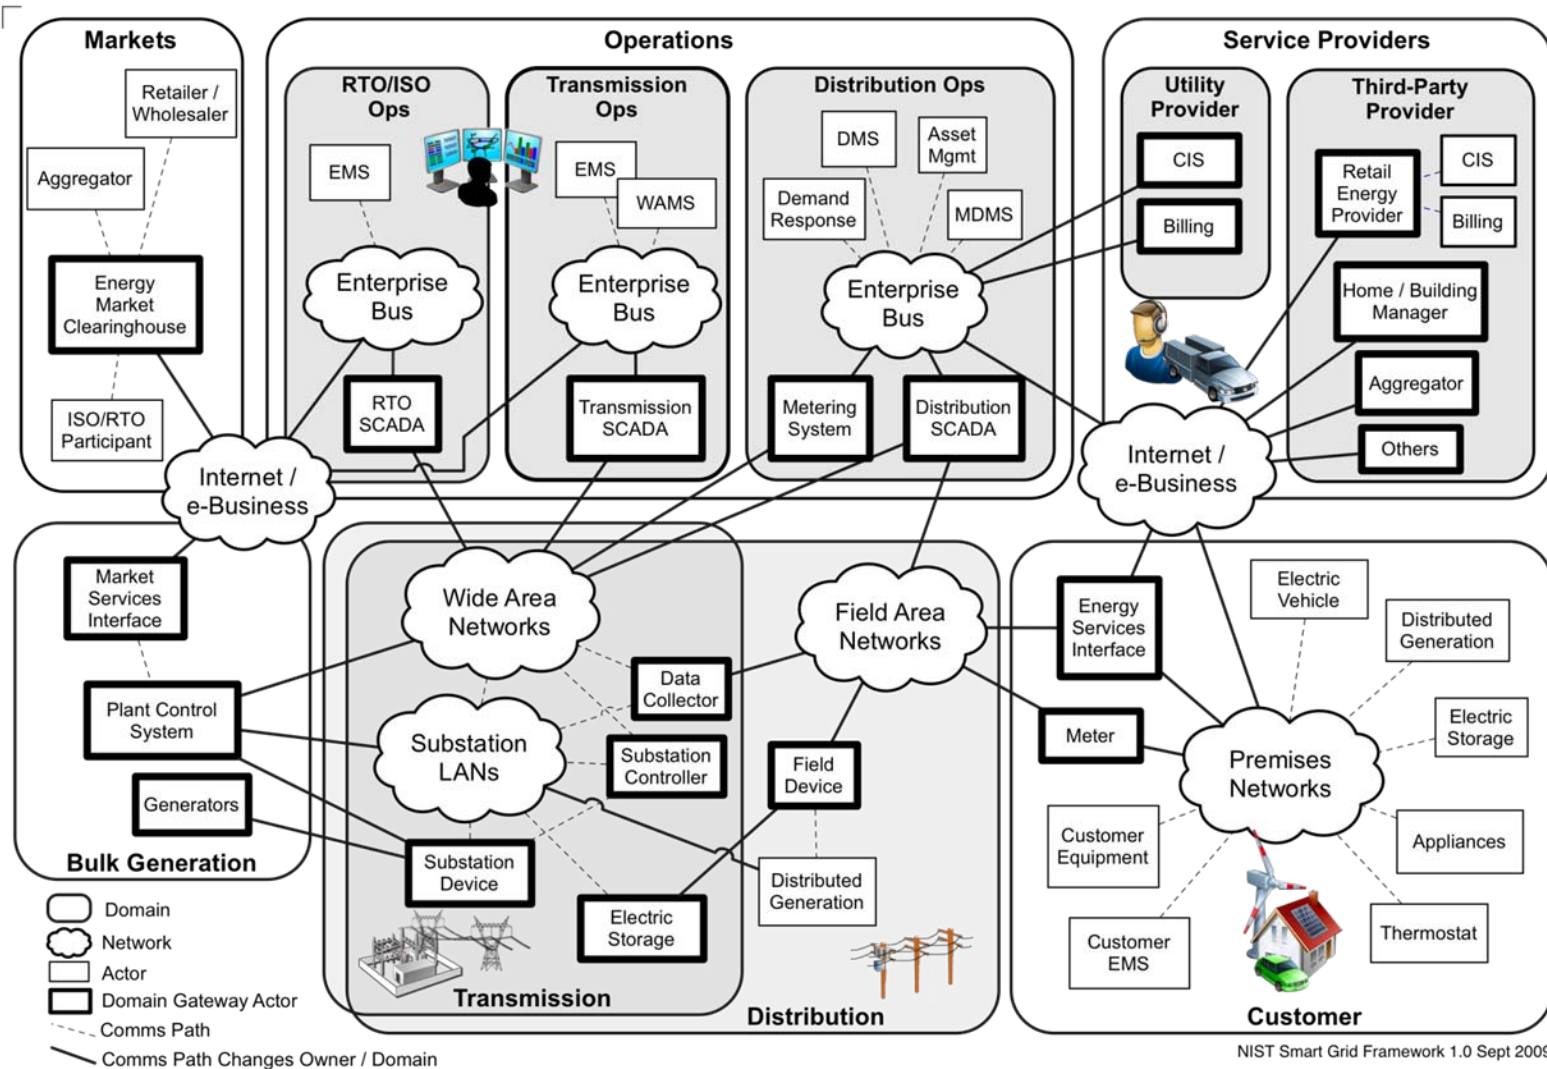 Markets
Retailer /
Wholesaler
Aggregator
Energy
Market
Clearinghouse
ISO/RTO
Participant
Operations
RTO/ISO
Ops
EMS
Enterprise
Bus
RTO
SCADA
Transmission
Ops
EMS
WAMS
Enterprise
Bus
Transmission
SCADA
Distribution Ops
DMS
Asset
Mgmt
Demand
Response
MDMS
Enterprise
Bus
Metering
System
Distribution
SCADA
Service Providers
Utility
Provider
CIS
Billing
Third-Party
Provider
Retail
Energy
Provider
CIS
Billing
Home / Building
Manager
Aggregator
Others
Internet /
e-Business
Internet /
e-Business
Market
Services
Interface
Plant Control
System
Generators
Bulk Generation
Wide Area
Networks
Data
Collector
Substation
LANs
Substation
Controller
Substation
Device
Electric
Storage
Transmission
Field Area
Networks
Field
Device
Distributed
Generation
Distribution
Energy
Services
Interface
Meter
Electric
Vehicle
Distributed
Generation
Electric
Storage
Premises
Networks
Customer
Equipment
Appliances
Customer
EMS
Thermostat
Customer
Domain
Network
Actor
Domain Gateway Actor
Comms Path
Comms Path Changes Owner / Domain
NIST Smart Grid Framework 1.0 Sept 2009